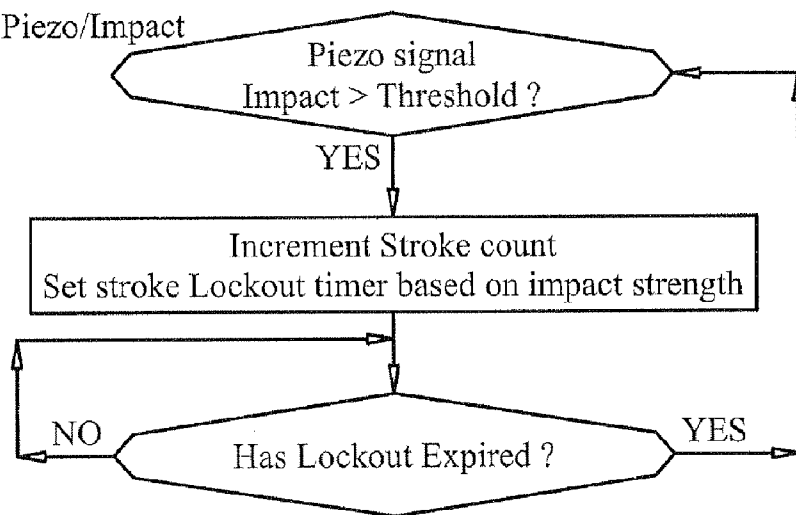 Piezo/Impact
Piezo signal
Impact > Threshold ?
YES
Increment Stroke count
Set stroke Lockout timer based on impact strength
NO
Has Lockout Expired ?
YES